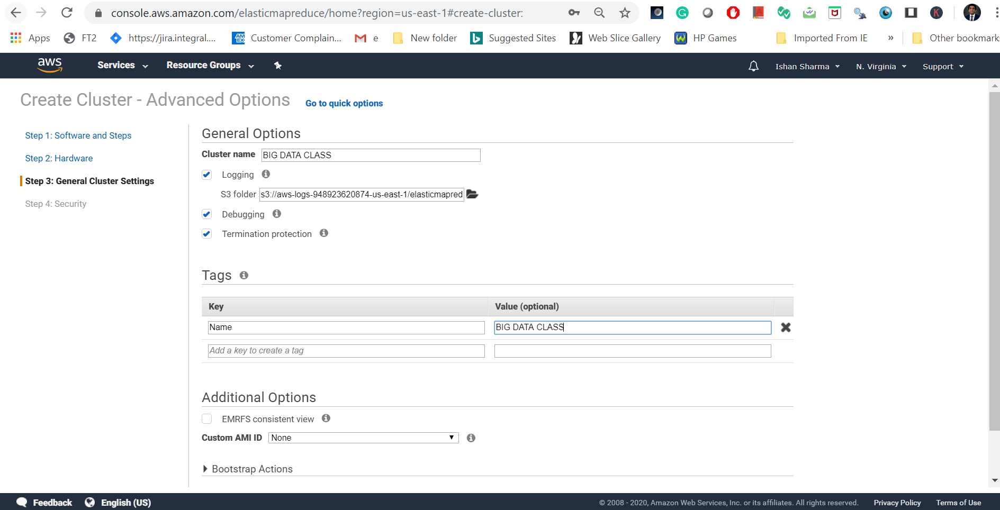 console.aws.amazon.com/elasticmapreduce/home?region=us-east-1#create-cluster:
Apps FT2 https://jira.integral.... AM EX Customer Complain... e New folder Suggested Sites Web Slice Gallery HP Games Imported From IE » Other bookmark
aws Services Resource Groups Ishan Sharma N. Virginia Support
Create Cluster - Advanced Options Go to quick options
Step 1: Software and Steps
Step 2: Hardware
Step 3: General Cluster Settings
Step 4: Security
General Options
Cluster name BIG DATA CLASS
Logging
S3 folder s3://aws-logs-948923620874-us-east-1/elasticmapred
Debugging
Termination protection
Tags
Key Value (optional)
Name BIG DATA CLASS
Add a key to create a tag
Additional Options
EMRFS consistent view
Custom AMI ID None
Bootstrap Actions
Feedback English (US) © 2008 - 2020, Amazon Web Services, Inc. or its affiliates. All rights reserved. Privacy Policy Terms of Use